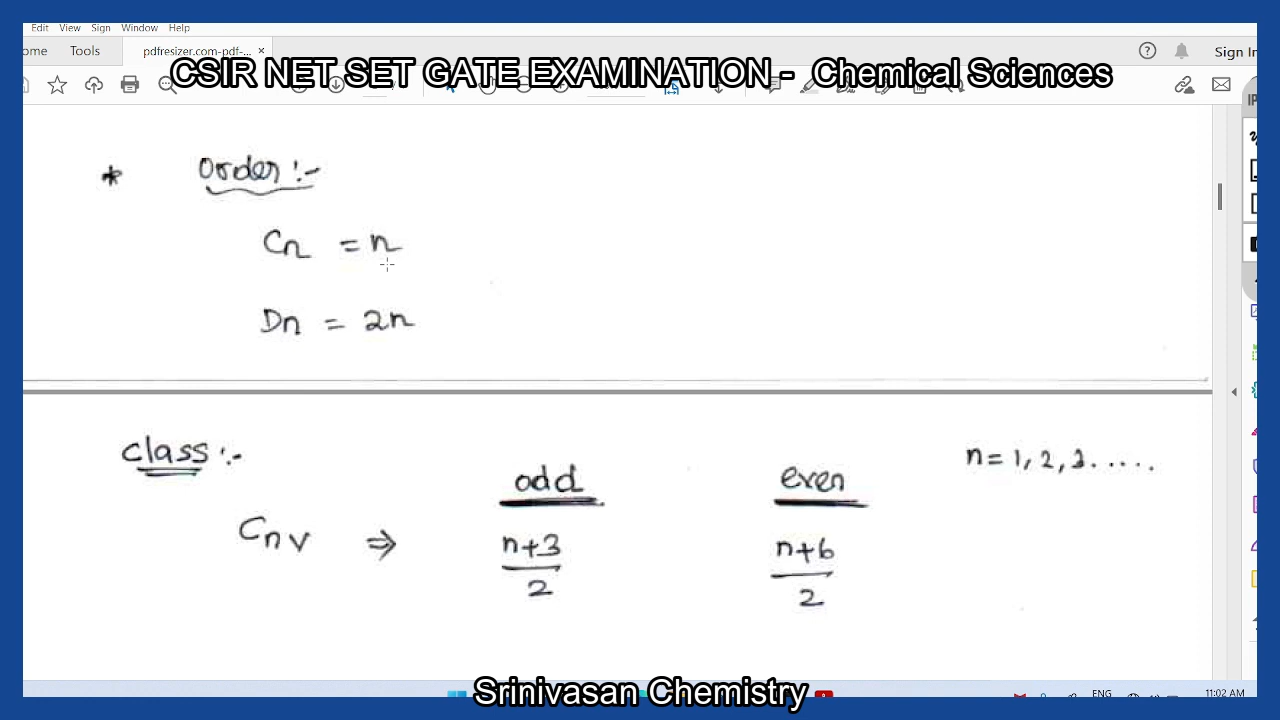 Edit View Sign Window Help
ome Tools pdfresizer.com-pdf-... × Sign In
CSIR NET SET GATE EXAMINATION - Chemical Sciences
* Order :-
Cn = n
Dn = 2n
class :-
odd even n = 1, 2, 3. ....
Cnv ⇒ n+3/2 n+6/2
ENG 11:02 AM
Srinivasan Chemistry